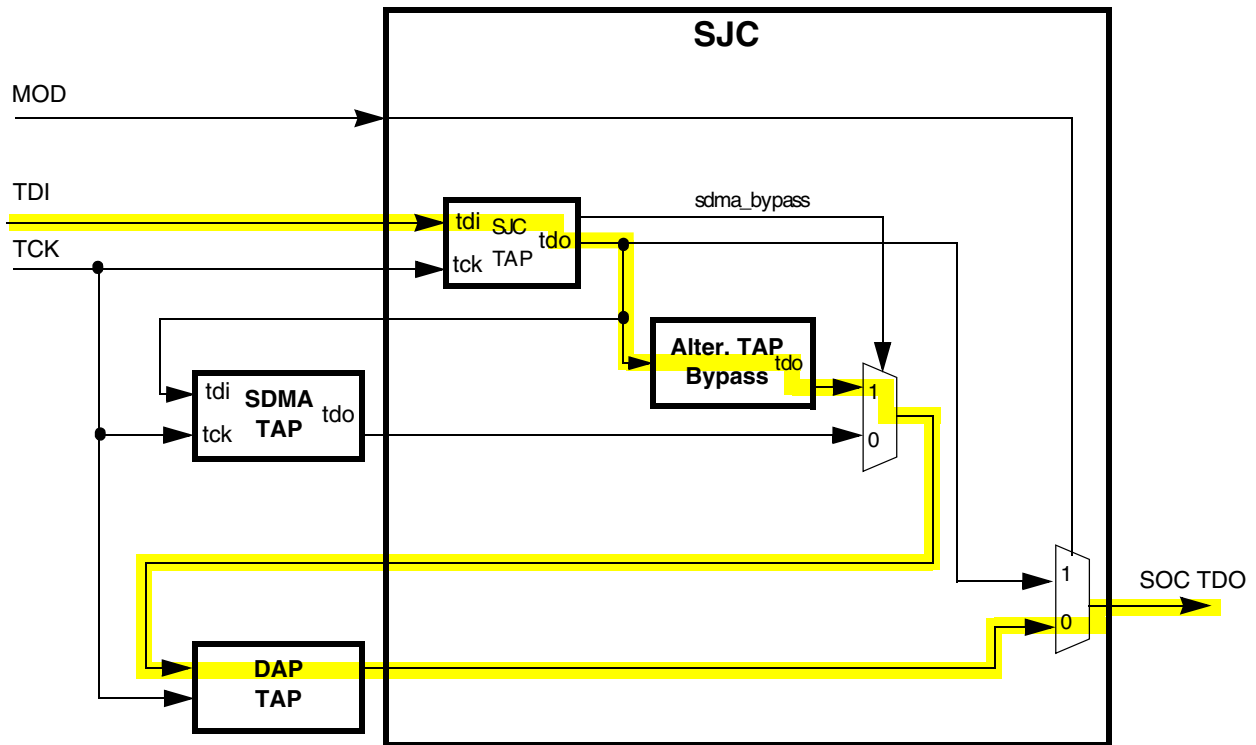 SJC
MOD
TDI
sdma_bypass
tdi SJC
tdo
TCK
tck TAP
Alter. TAP
tdo
Bypass
1
tdi
SDMA
tdo
tck
TAP
0
1
SOC TDO
0
DAP
TAP